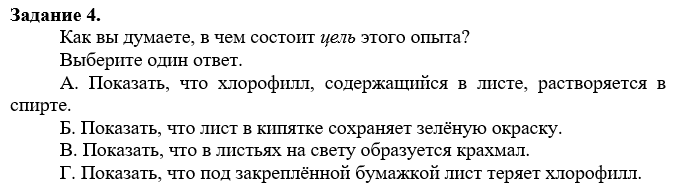 Задание 4.
Как вы думаете, в чем состоит цель этого опыта?
Выберите один ответ.
А. Показать, что хлорофилл, содержащийся в листе, растворяется в
спирте.
Б. Показать, что лист в кипятке сохраняет зелёную окраску.
В. Показать, что в листьях на свету образуется крахмал.
Г. Показать, что под закреплённой бумажкой лист теряет хлорофилл.